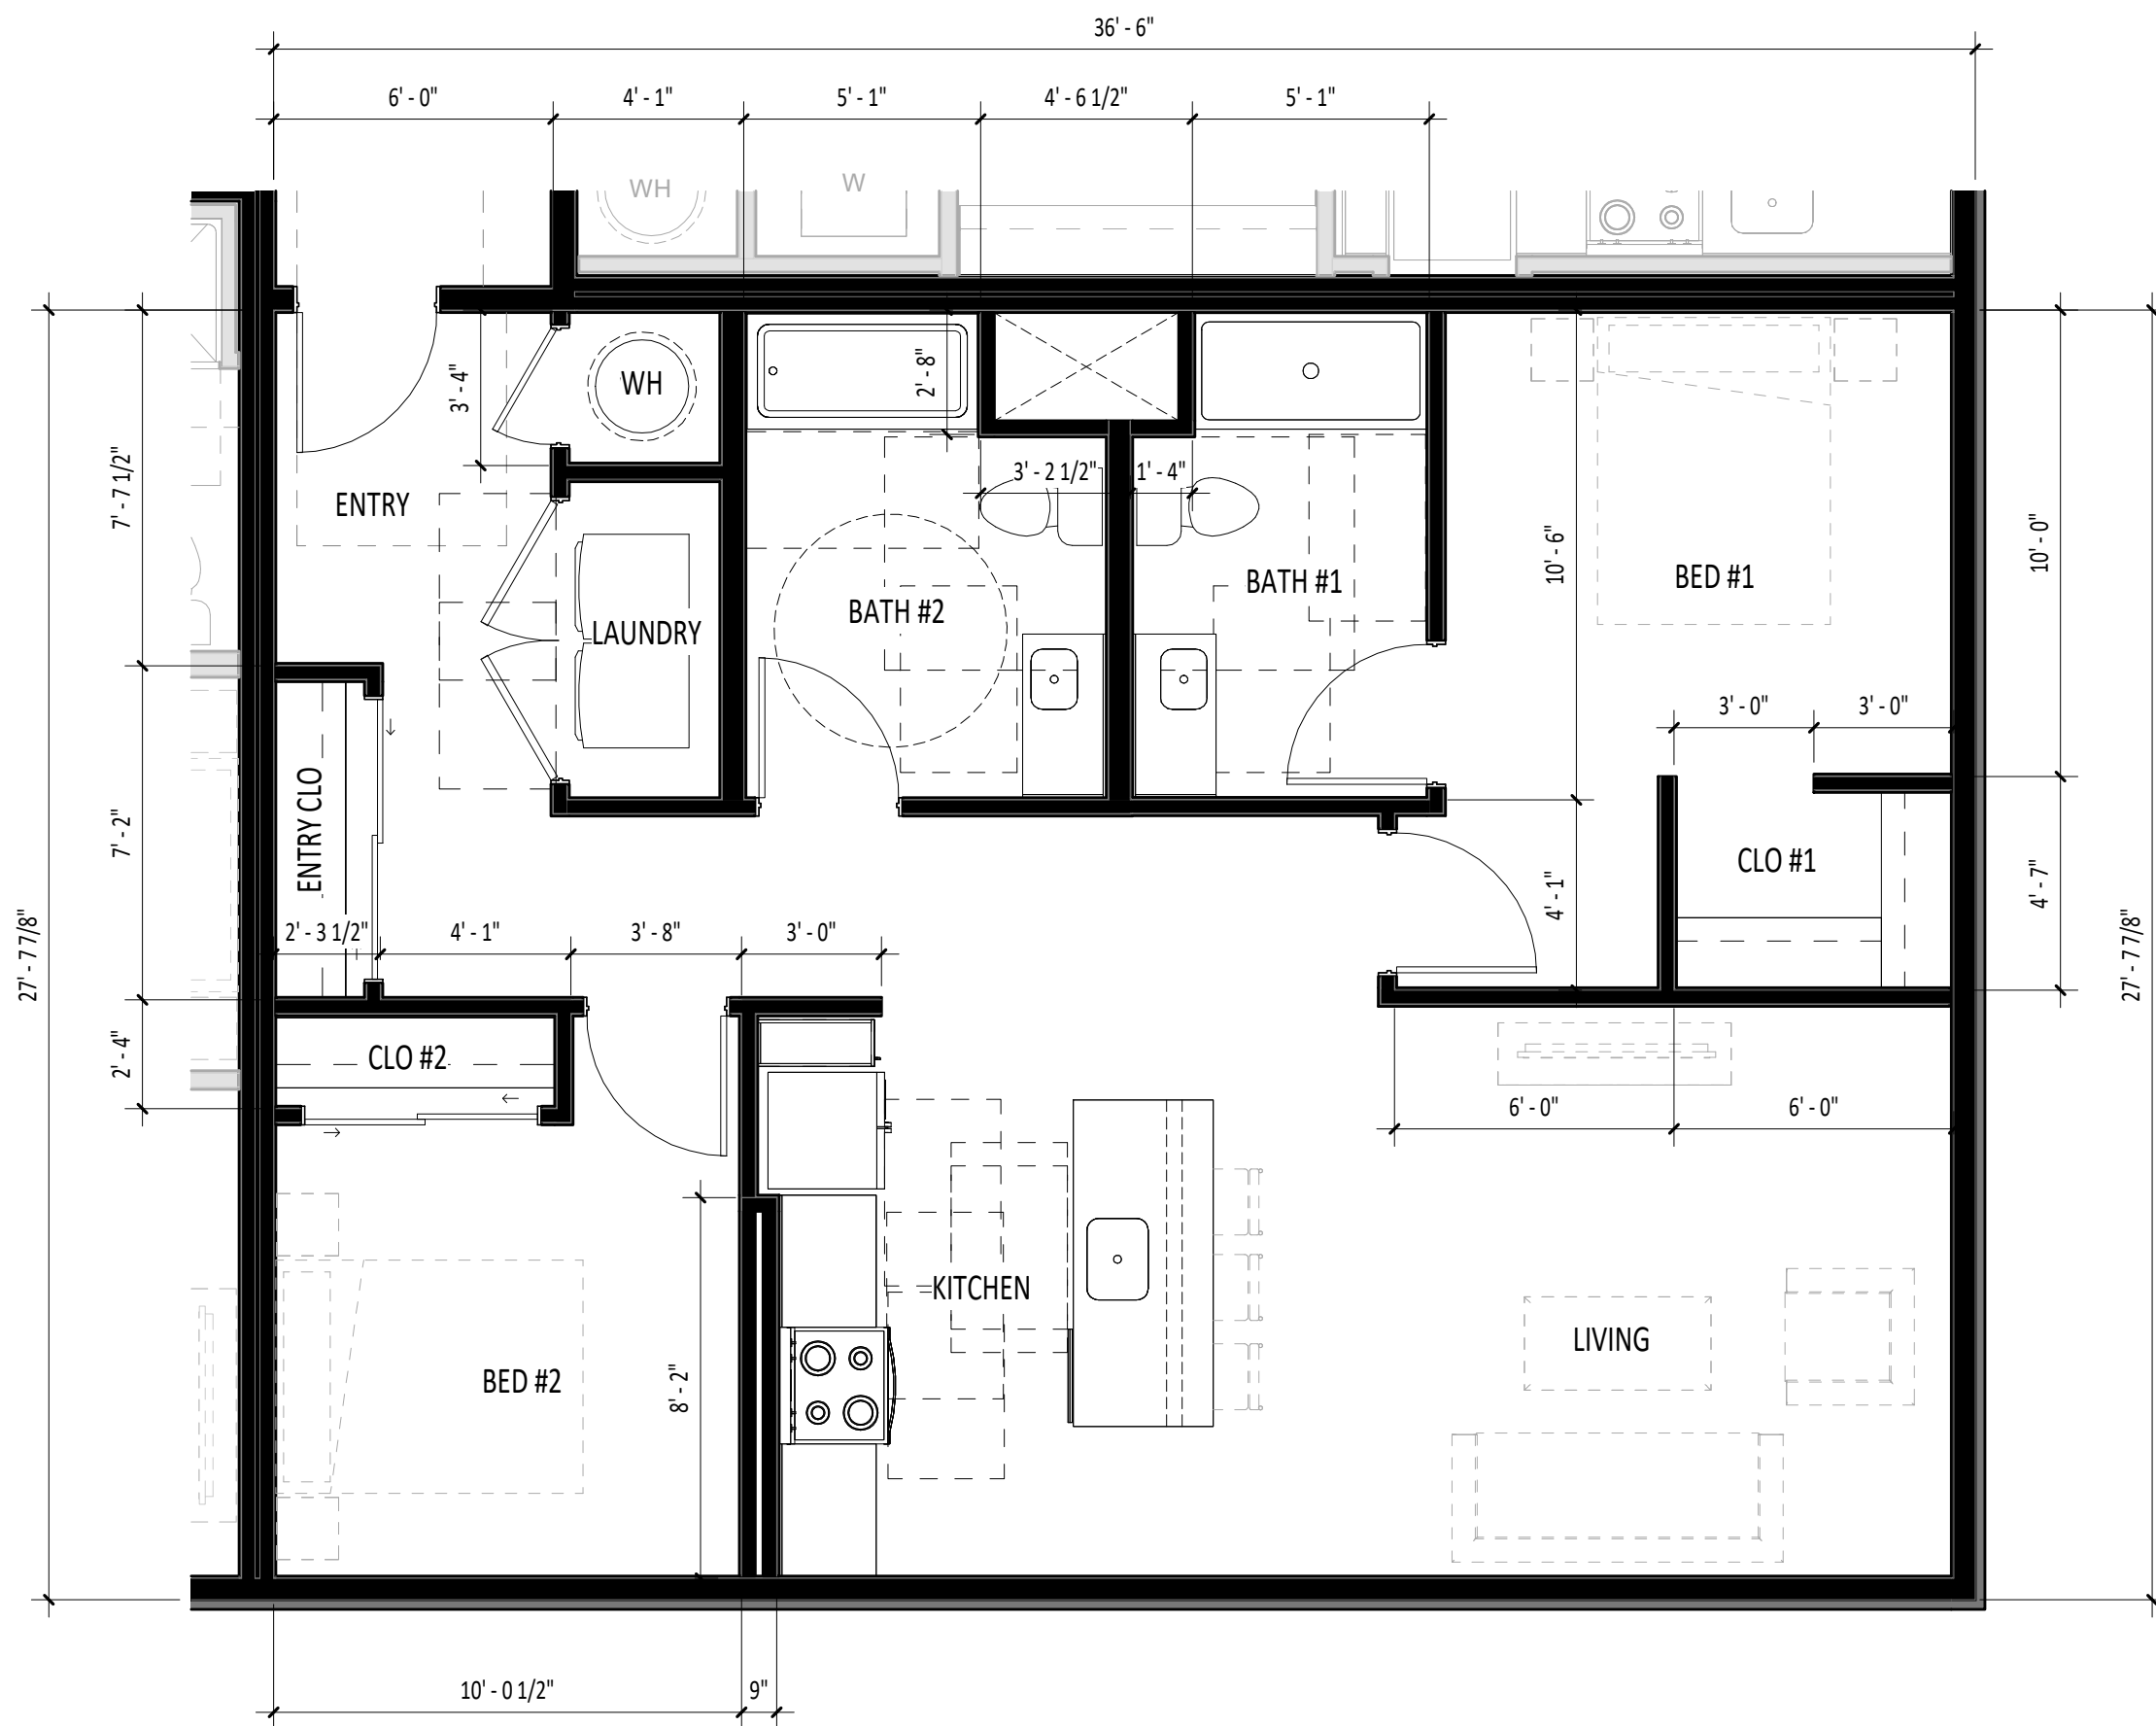 36' - 6"
6' - 0"
4' - 1"
5' - 1"
4' - 6 1/2"
5' - 1"
WH
W
3' - 4"
WH
2' - 8"
7' - 7 1/2"
ENTRY
3' - 2 1/2"
1' - 4"
10' - 6"
10' - 0"
BED #1
BATH #1
BATH #2
LAUNDRY
3' - 0"
3' - 0"
7' - 2"
ENTRY CLO
CLO #1
4' - 1"
4' - 7"
2' - 3 1/2"
4' - 1"
3' - 8"
3' - 0"
27' - 7 7/8"
27' - 7 7/8"
2' - 4"
CLO #2
6' - 0"
6' - 0"
KITCHEN
LIVING
BED #2
8' - 2"
10' - 0 1/2"
9"